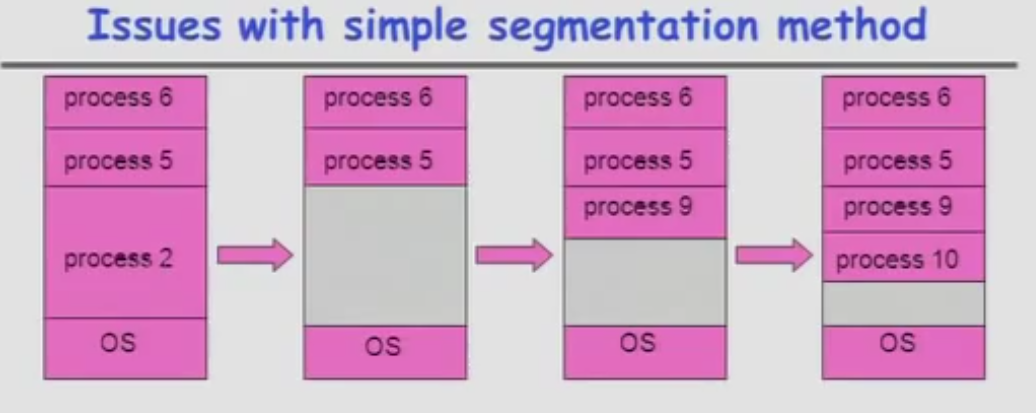 Issues with simple segmentation method
process 6
process 5
process 2
OS
process 6
process 5
OS
process 6
process 5
process 9
OS
process 6
process 5
process 9
process 10
OS